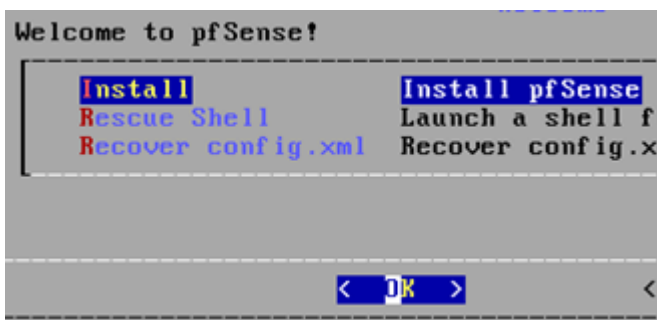 Welcome to pfSense!
Install Install pfSense
Rescue Shell Launch a shell f
Recover config.xml Recover config.x
< OK > <